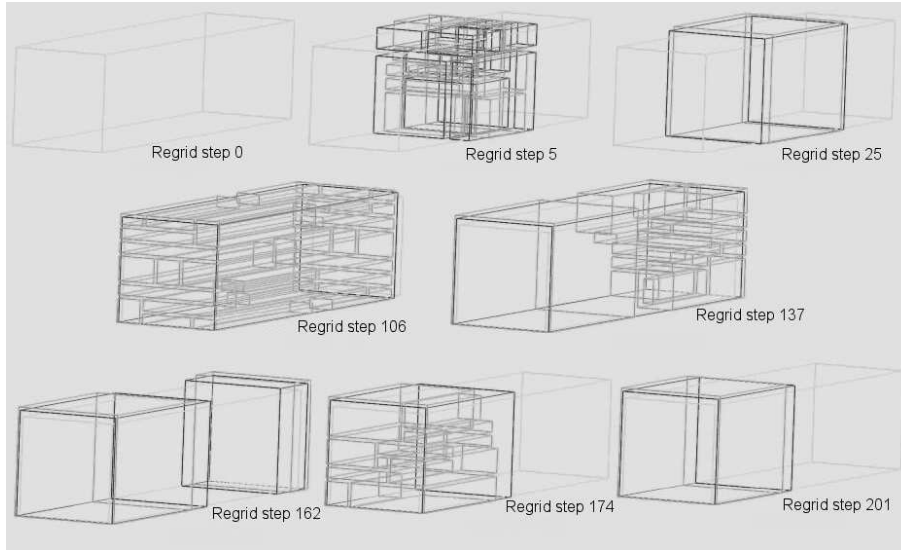 Regrid step 0
Regrid step 5
Regrid step 25
Regrid step 106
Regrid step 137
Regrid step 162
Regrid step 174
Regrid step 201